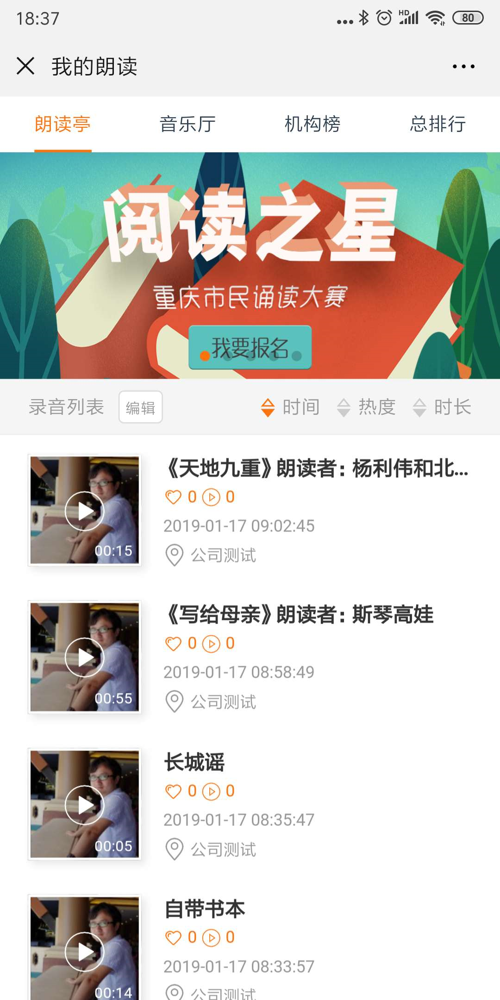 18:37
HD
80
我的朗读
朗读亭 音乐厅 机构榜 总排行
阅读之星
重庆市民诵读大赛
我要报名
录音列表 编辑 时间 热度 时长
《天地九重》朗读者：杨利伟和北...
0 0
2019-01-17 09:02:45
00:15
公司测试
《写给母亲》朗读者：斯琴高娃
0 0
2019-01-17 08:58:49
00:55
公司测试
长城谣
0 0
2019-01-17 08:35:47
00:05
公司测试
自带书本
0 0
2019-01-17 08:33:57
00:14
公司测试